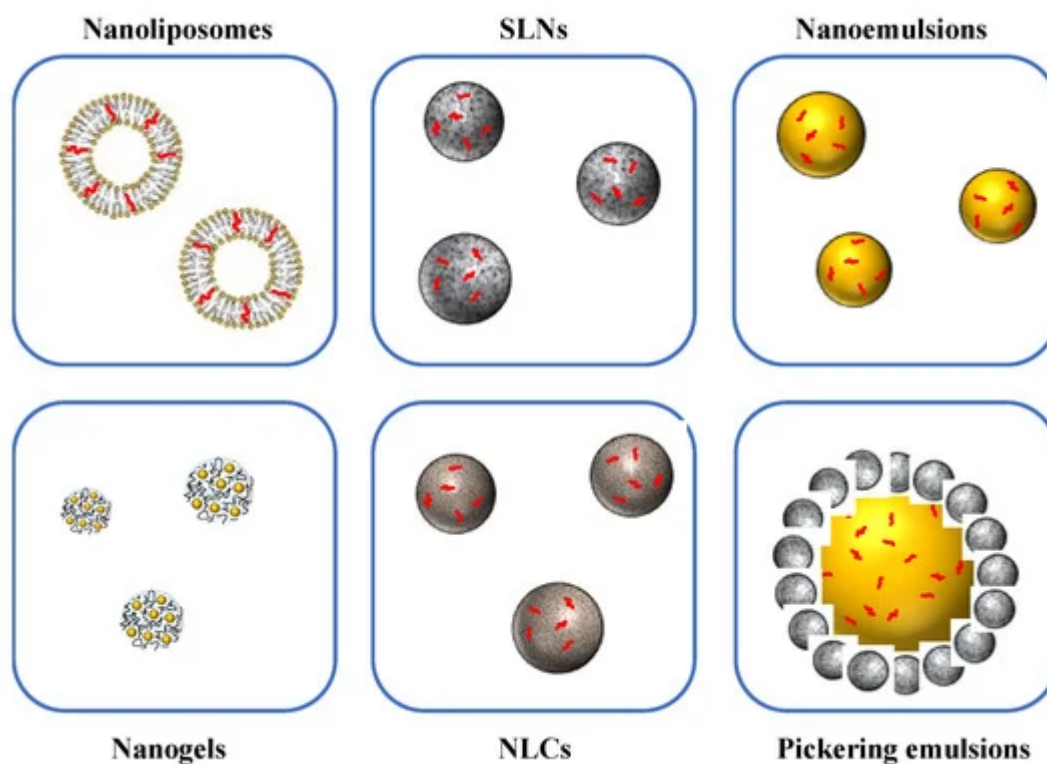 Nanoliposomes
SLNs
Nanoemulsions
Nanogels
NLCs
Pickering emulsions